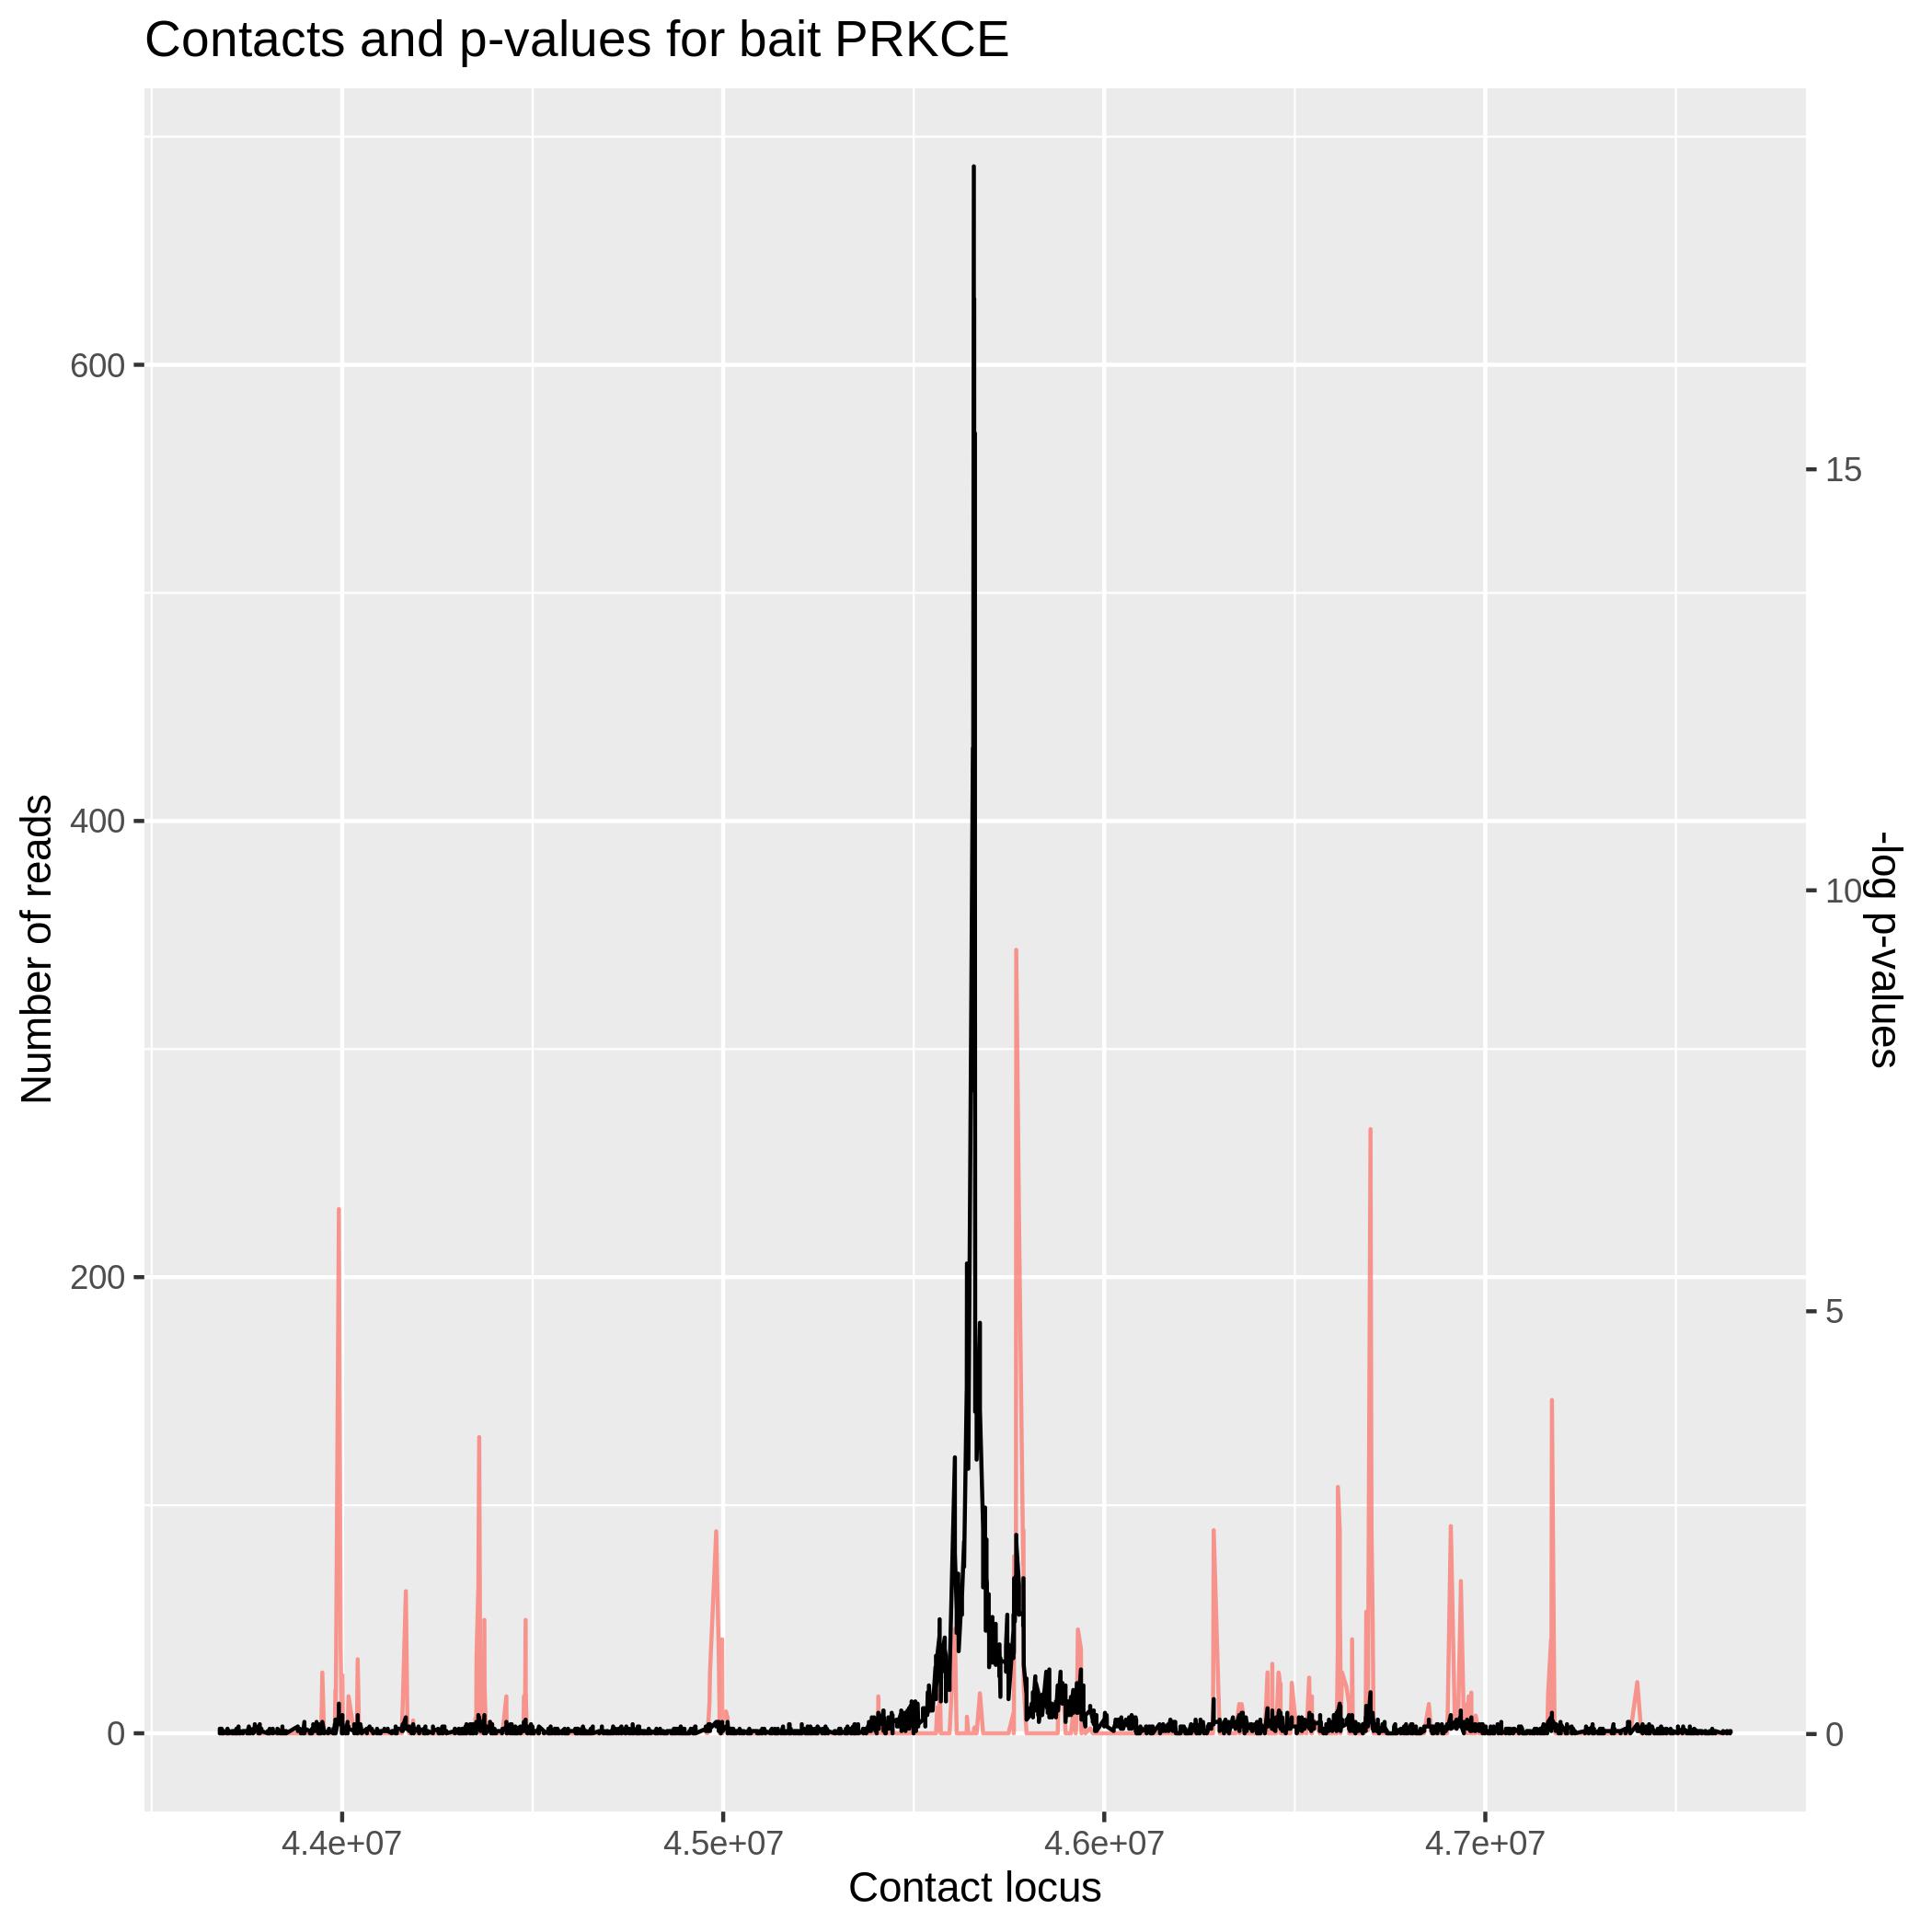 Contacts and p-values for bait PRKCE
Number of reads
600
400
200
0
15
10
5
0
-log p-values
4.4e+07
4.5e+07
4.6e+07
4.7e+07
Contact locus